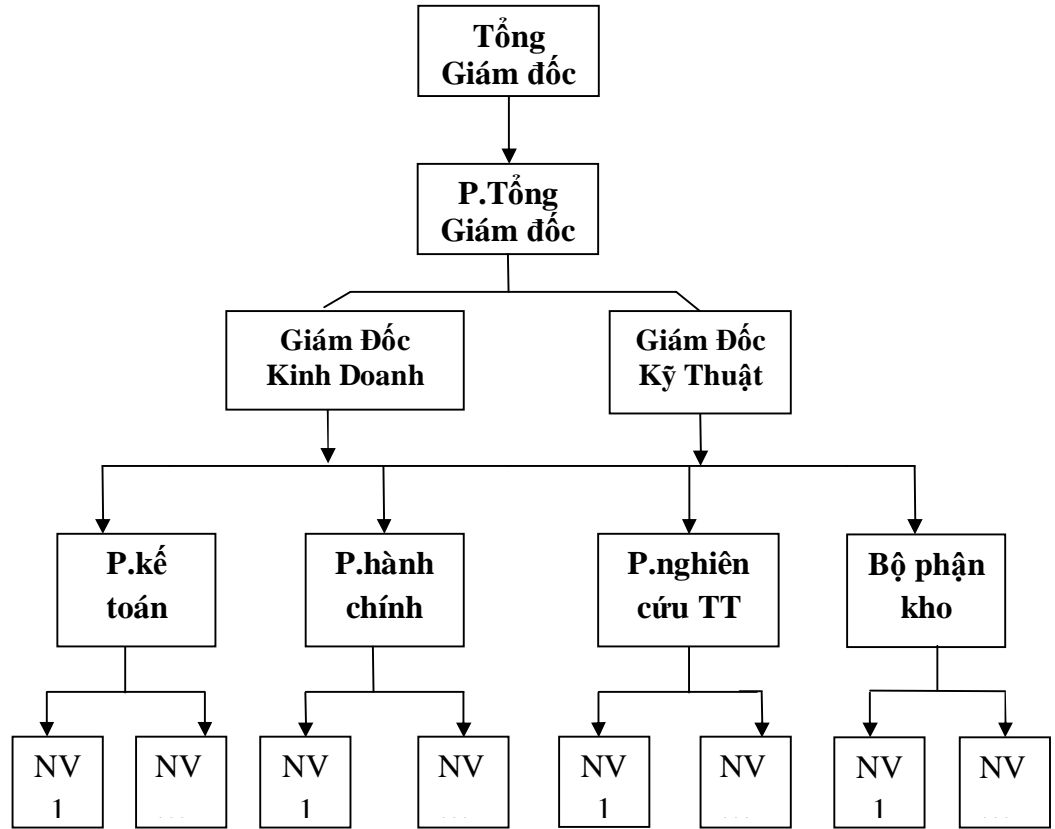 Tổng
Giám đốc
P.Tổng
Giám đốc
Giám Đốc
Kinh Doanh
Giám Đốc
Kỹ Thuật
P.kế
toán
P.hành
chính
P.nghiên
cứu TT
Bộ phận
kho
NV
1
NV
...
NV
1
NV
...
NV
1
NV
...
NV
1
NV
...